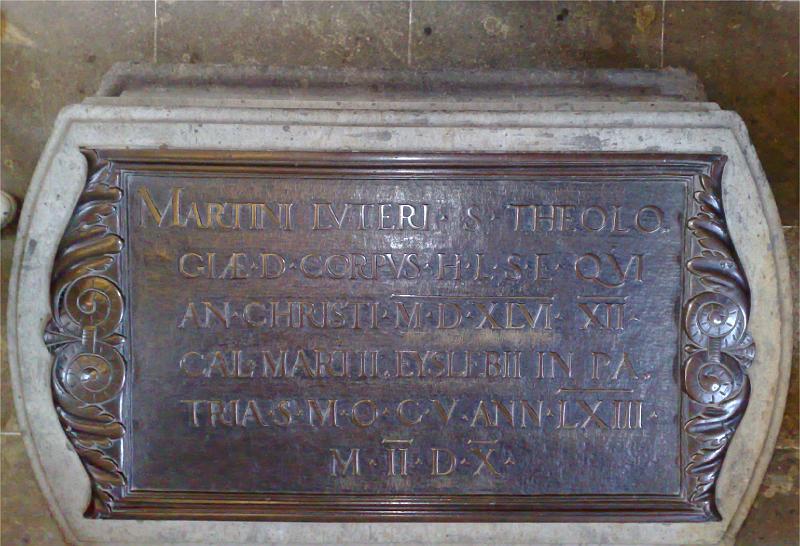 MARTINI LVTERI · S · THEOLO
GIÆ · D · CORPVS · H · L · S · E · QVI
AN · CHRISTI · M · D · XLVI · XII ·
CAL · MARTII · EYSLEBII IN PA
TRIA · S · M · O · C · V · ANN · LXIII ·
M · II · D · X ·